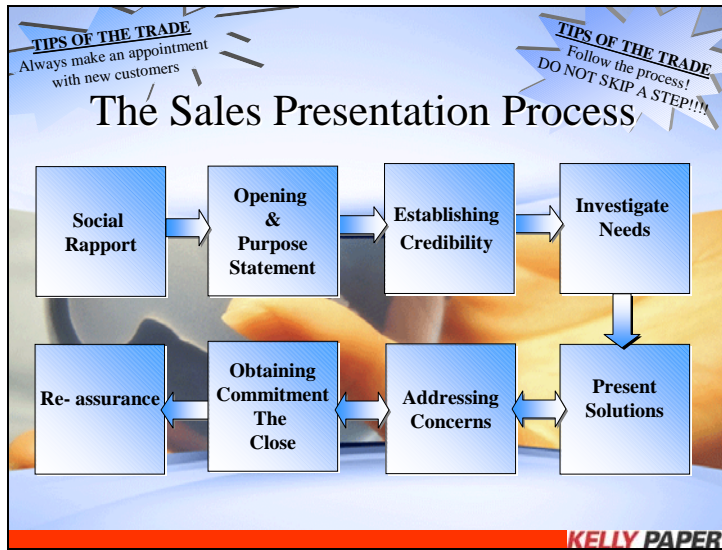 TIPS OF THE TRADE
Always make an appointment
with new customers
TIPS OF THE TRADE
Follow the process!
DO NOT SKIP A STEP!!!!
The Sales Presentation Process
Social
Rapport
Opening
&
Purpose
Statement
Establishing
Credibility
Investigate
Needs
Re- assurance
Obtaining
Commitment
The
Close
Addressing
Concerns
Present
Solutions
KELLY PAPER